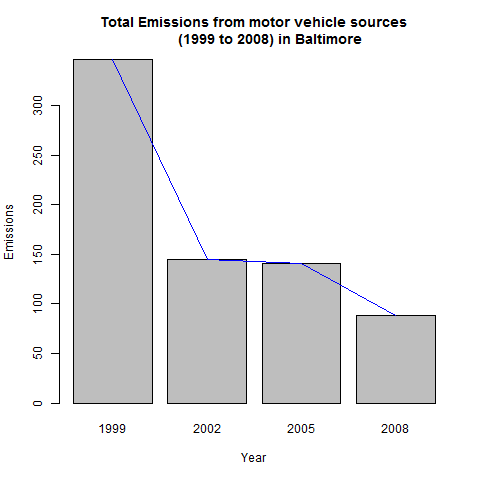 Total Emissions from motor vehicle sources
(1999 to 2008) in Baltimore
Emissions
300
250
200
150
100
50
0
1999 2002 2005 2008
Year